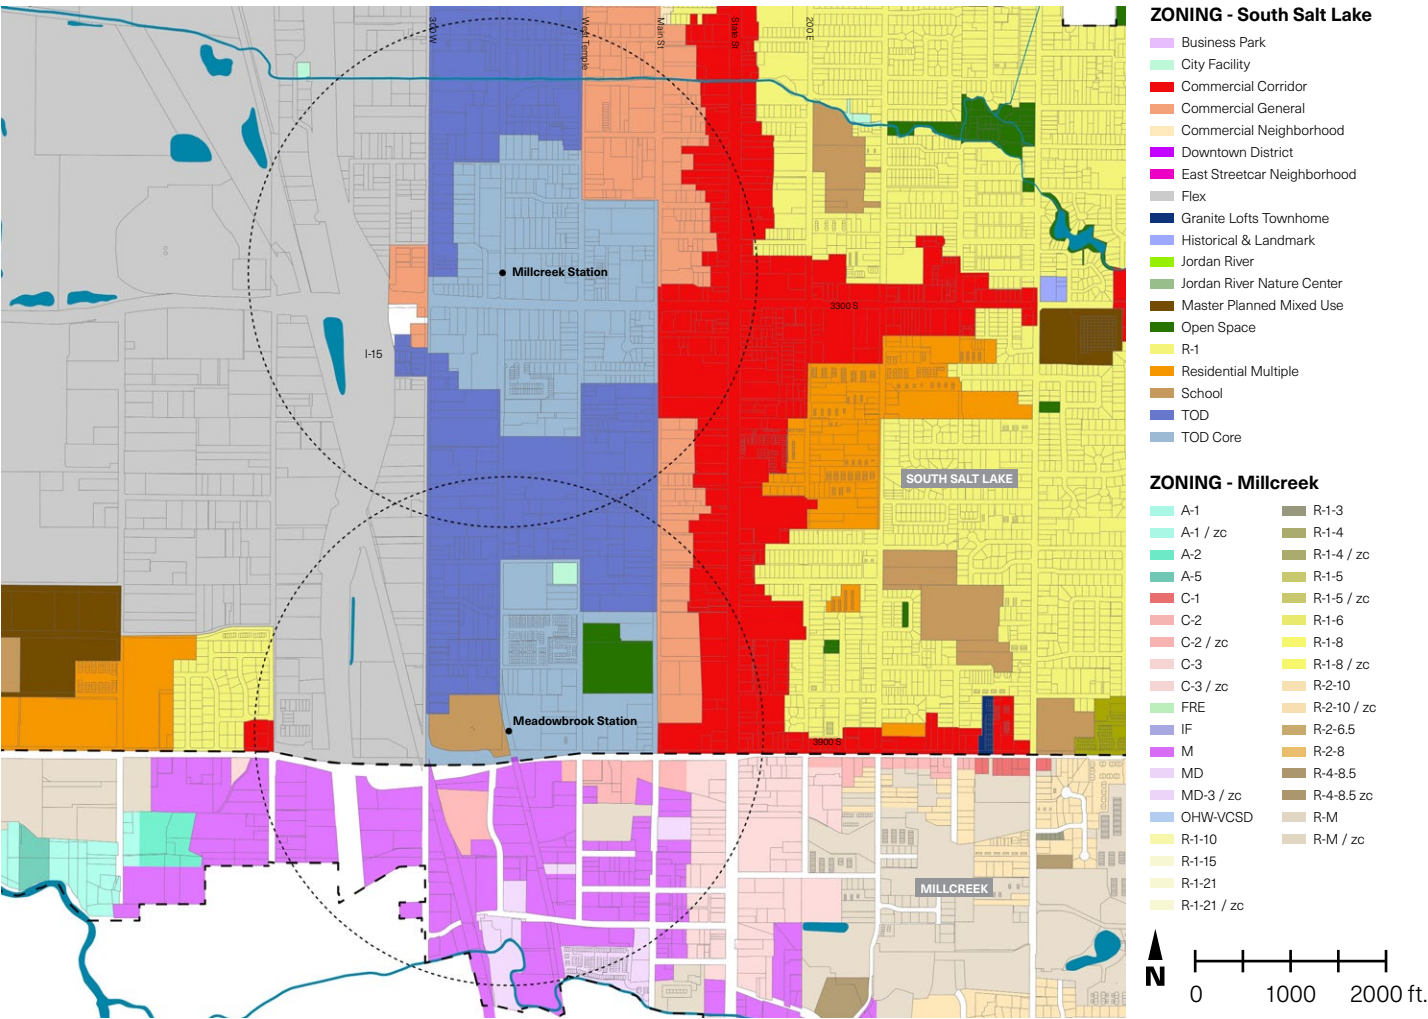 300 W
West Temple
Main St
State St
200 E
Millcreek Station
3300 S
I-15
SOUTH SALT LAKE
Meadowbrook Station
3900 S
MILLCREEK
ZONING - South Salt Lake
Business Park
City Facility
Commercial Corridor
Commercial General
Commercial Neighborhood
Downtown District
East Streetcar Neighborhood
Flex
Granite Lofts Townhome
Historical & Landmark
Jordan River
Jordan River Nature Center
Master Planned Mixed Use
Open Space
R-1
Residential Multiple
School
TOD
TOD Core
ZONING - Millcreek
A-1
A-1 / zc
A-2
A-5
C-1
C-2
C-2 / zc
C-3
C-3 / zc
FRE
IF
M
MD
MD-3 / zc
OHW-VCSD
R-1-10
R-1-15
R-1-21
R-1-21 / zc
R-1-3
R-1-4
R-1-4 / zc
R-1-5
R-1-5 / zc
R-1-6
R-1-8
R-1-8 / zc
R-2-10
R-2-10 / zc
R-2-6.5
R-2-8
R-4-8.5
R-4-8.5 zc
R-M
R-M / zc
N
0 1000 2000 ft.